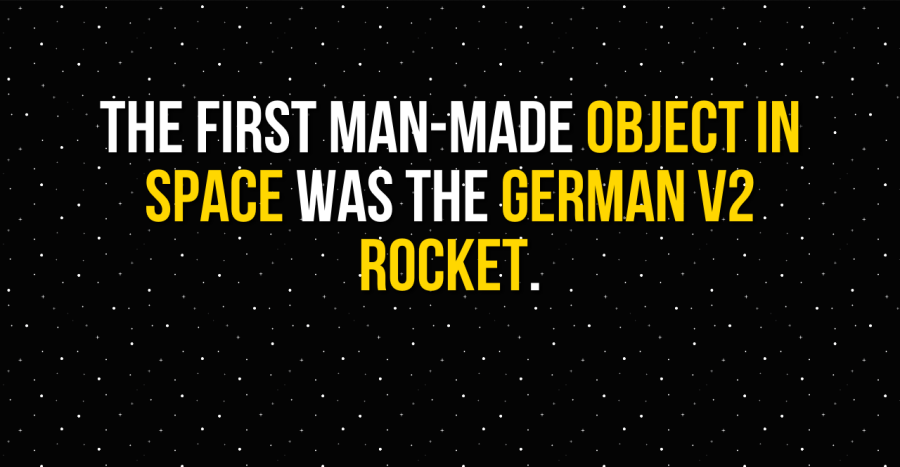 THE FIRST MAN-MADE OBJECT IN
SPACE WAS THE GERMAN V2
ROCKET.